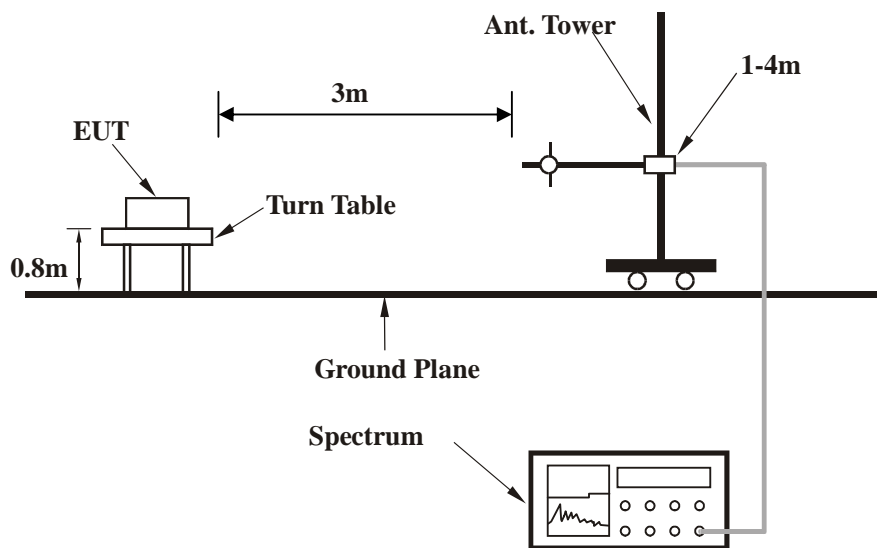 Ant. Tower
1-4m
3m
EUT
Turn Table
0.8m
Ground Plane
Spectrum